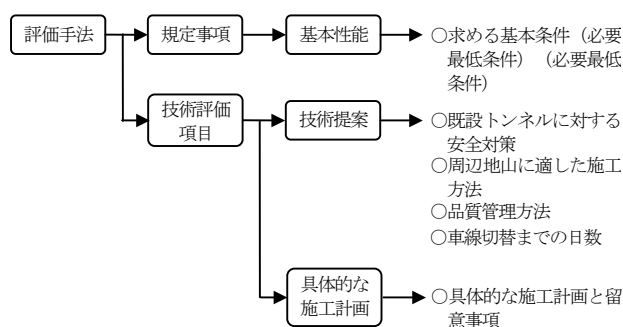 評価手法
規定事項
基本性能
○求める基本条件（必要
最低条件）（必要最低
条件）
技術評価
項目
技術提案
○既設トンネルに対する
安全対策
○周辺地山に適した施工
方法
○品質管理方法
○車線切替までの日数
具体的な
施工計画
○具体的な施工計画と留
意事項